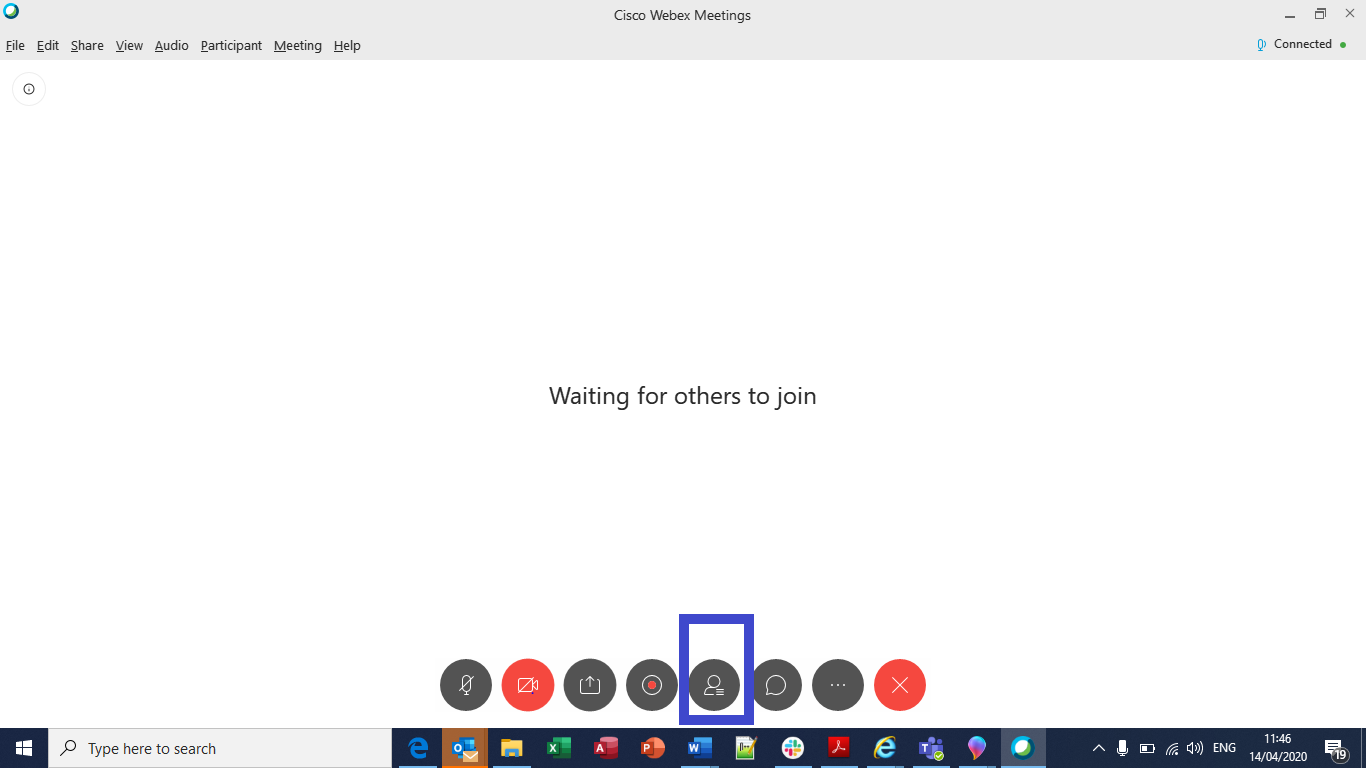 Cisco Webex Meetings
File Edit Share View Audio Participant Meeting Help
Connected
Waiting for others to join
Type here to search
ENG
11:46
14/04/2020
19